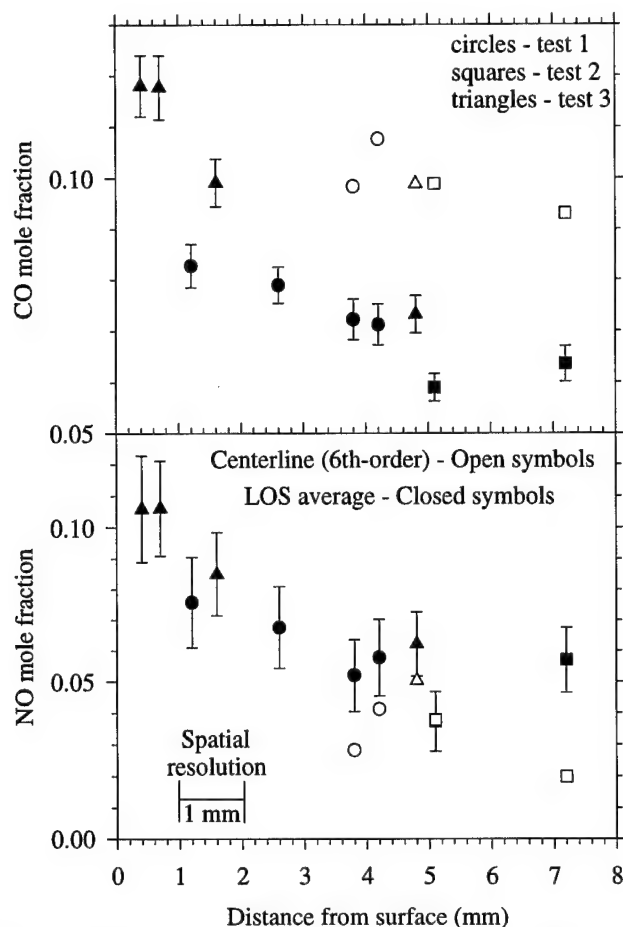 circles - test 1
squares - test 2
triangles - test 3
CO mole fraction
0.10
0.05
Centerline (6th-order) - Open symbols
LOS average - Closed symbols
NO mole fraction
0.10
0.05
0.00
Spatial
resolution
1 mm
0 1 2 3 4 5 6 7 8
Distance from surface (mm)